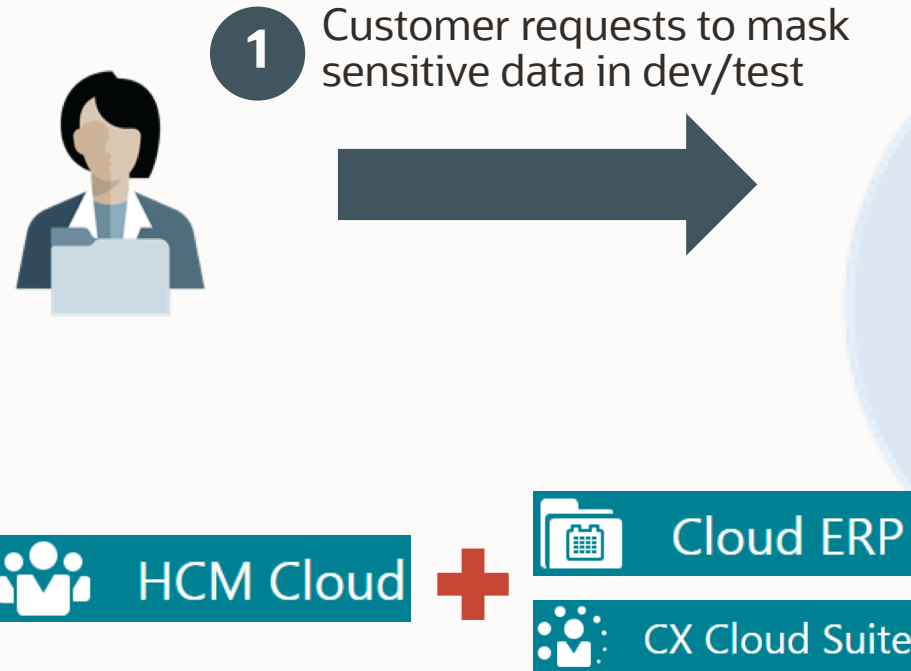 1
Customer requests to mask
sensitive data in dev/test
HCM Cloud
Cloud ERP
CX Cloud Suite